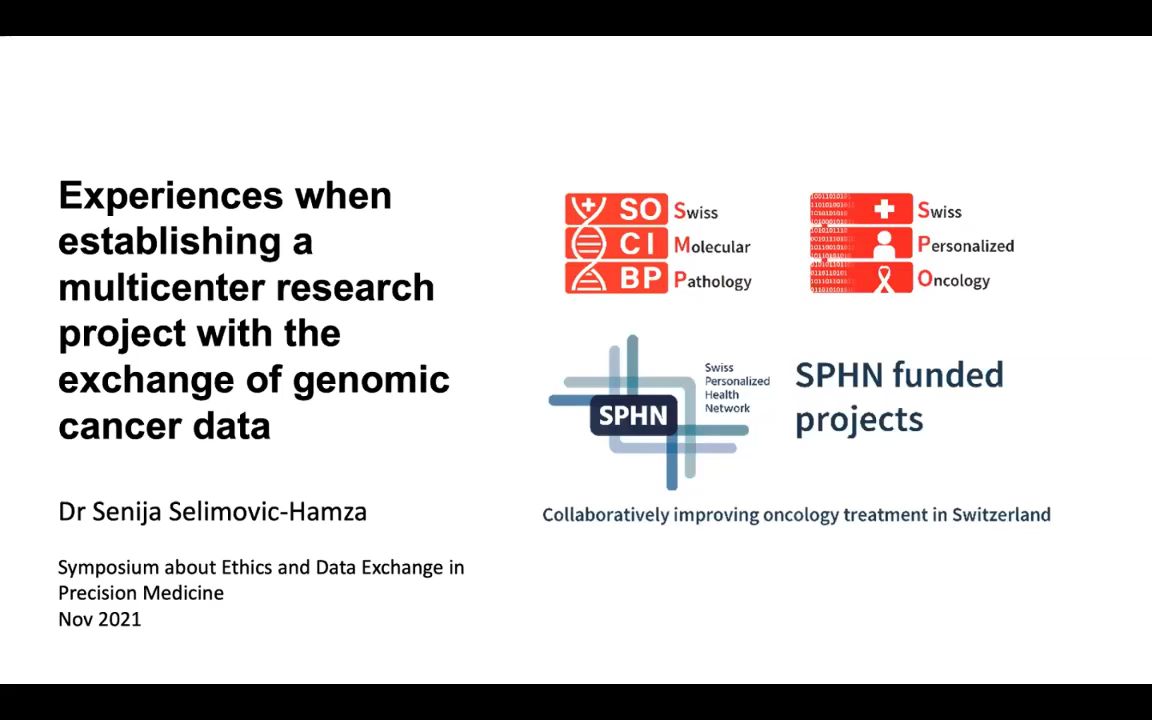 Experiences when
establishing a
multicenter research
project with the
exchange of genomic
cancer data
Dr Senija Selimovic-Hamza
Symposium about Ethics and Data Exchange in
Precision Medicine
Nov 2021
SO Swiss
CI Molecular
BP Pathology
Swiss
Personalized
Oncology
SPHN
Swiss
Personalized
Health
Network
SPHN funded
projects
Collaboratively improving oncology treatment in Switzerland